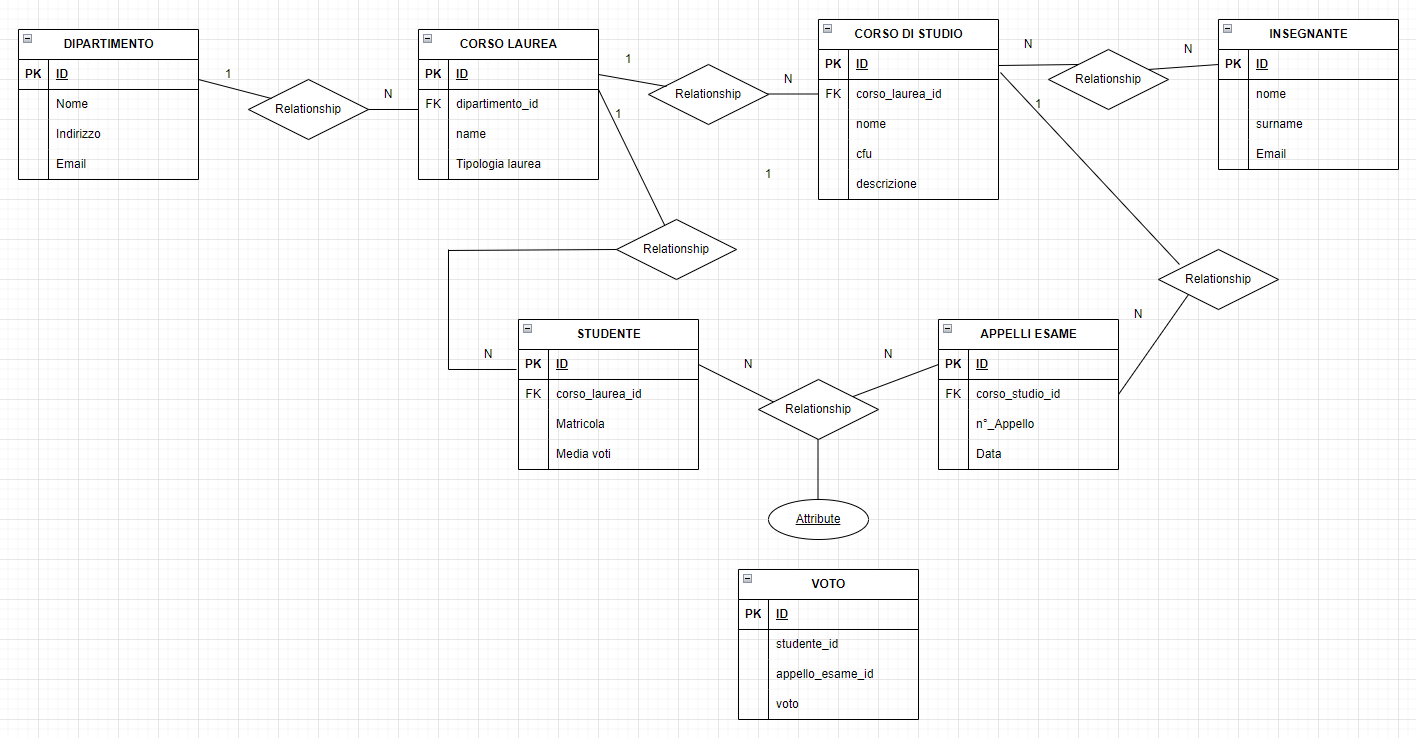 DIPARTIMENTO
PK ID
Nome
Indirizzo
Email
1
Relationship
N
CORSO LAUREA
PK ID
FK dipartimento_id
name
Tipologia laurea
1
Relationship
N
1
CORSO DI STUDIO
PK ID
FK corso_laurea_id
nome
cfu
descrizione
N
Relationship
N
INSEGNANTE
PK ID
nome
surname
Email
1
1
Relationship
Relationship
N
N
STUDENTE
PK ID
FK corso_laurea_id
Matricola
Media voti
N
Relationship
N
Attribute
APPELLI ESAME
PK ID
FK corso_studio_id
n°_Appello
Data
VOTO
PK ID
studente_id
appello_esame_id
voto